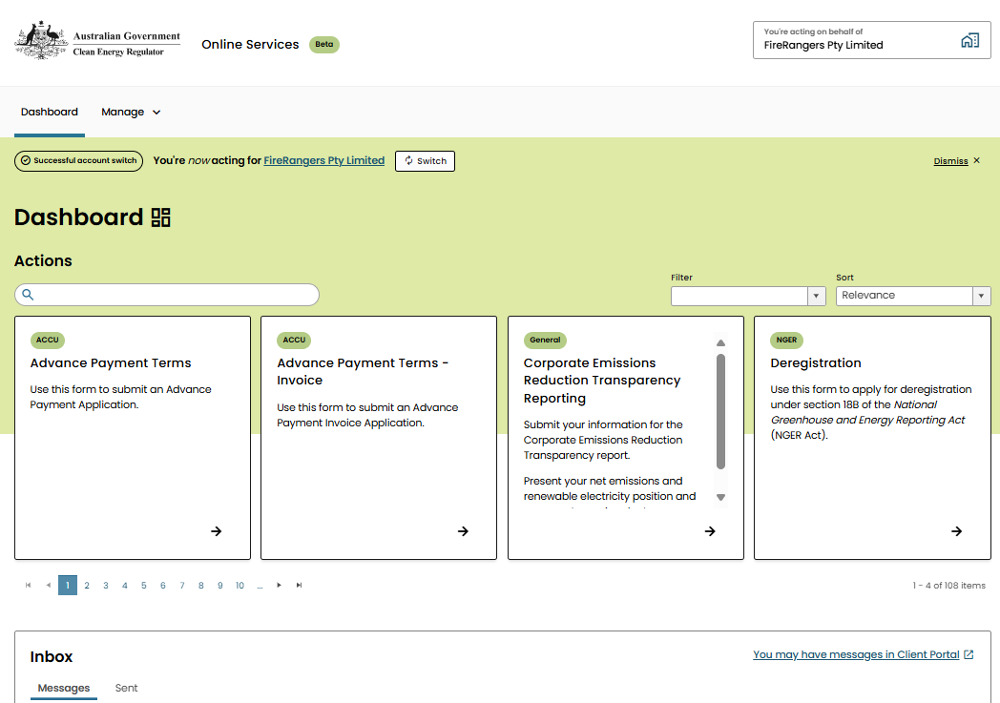 Australian Government
Clean Energy Regulator
Online Services
Beta
You're acting on behalf of
FireRangers Pty Limited
Dashboard
Manage
Successful account switch
You're now acting for FireRangers Pty Limited
Switch
Dismiss
Dashboard
Actions
Filter
Sort
Relevance
ACCU
Advance Payment Terms
Use this form to submit an Advance
Payment Application.
ACCU
Advance Payment Terms -
Invoice
Use this form to submit an Advance
Payment Invoice Application.
General
Corporate Emissions
Reduction Transparency
Reporting
Submit your information for the
Corporate Emissions Reduction
Transparency report.
Present your net emissions and
renewable electricity position and
NGER
Deregistration
Use this form to apply for deregistration
under section 18B of the National
Greenhouse and Energy Reporting Act
(NGER Act).
1 2 3 4 5 6 7 8 9 10 ...
1 - 4 of 108 items
Inbox
You may have messages in Client Portal
Messages
Sent